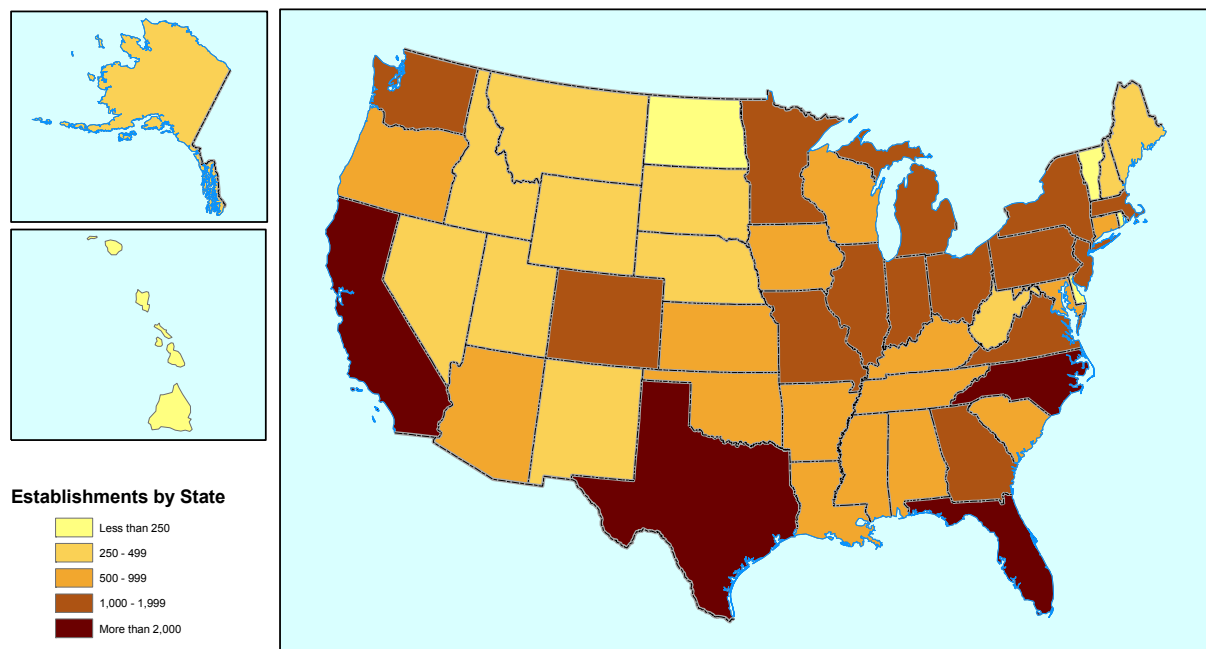 Establishments by State
Less than 250
250 - 499
500 - 999
1,000 - 1,999
More than 2,000